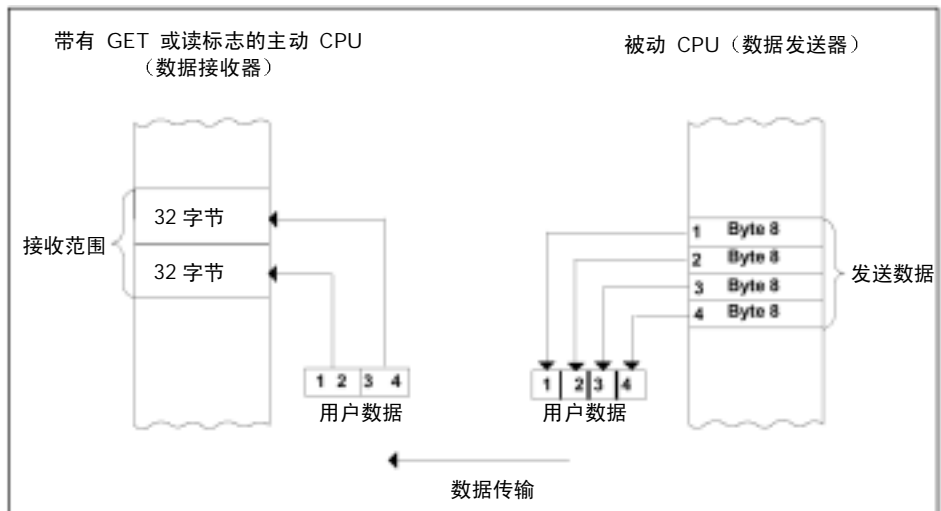 带有 GET 或读标志的主动 CPU
（数据接收器）
被动 CPU（数据发送器）
32 字节
32 字节
接收范围
1 Byte 8
2 Byte 8
3 Byte 8
4 Byte 8
发送数据
1 2 3 4
用户数据
1 2 3 4
用户数据
数据传输